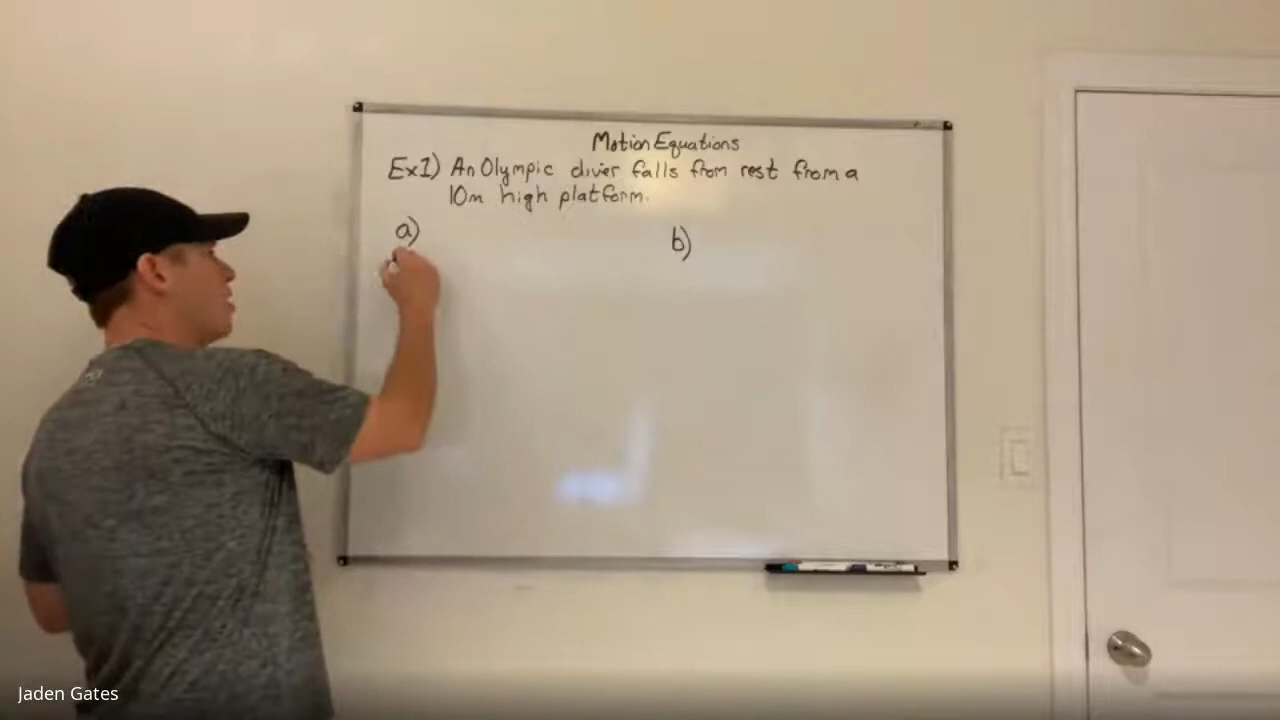 Motion Equations
Ex1) An Olympic diver falls from rest from a
10m high platform.
a)
b)
Jaden Gates